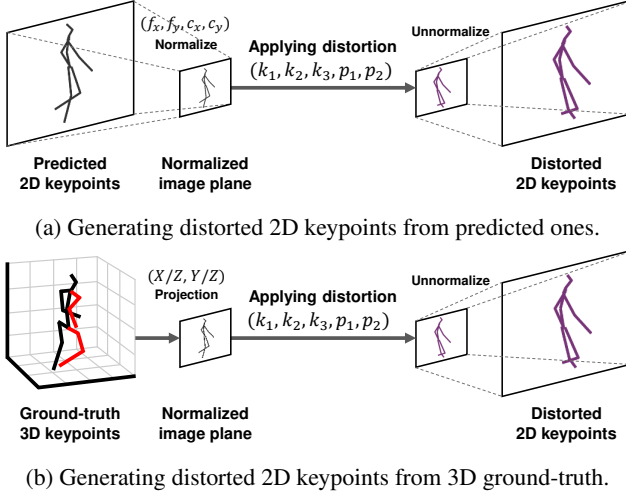 (f_x, f_y, c_x, c_y)
Normalize
Applying distortion
(k_1, k_2, k_3, p_1, p_2)
Unnormalize
Predicted
2D keypoints
Normalized
image plane
Distorted
2D keypoints
(a) Generating distorted 2D keypoints from predicted ones.
(X/Z, Y/Z)
Projection
Applying distortion
(k_1, k_2, k_3, p_1, p_2)
Unnormalize
Ground-truth
3D keypoints
Normalized
image plane
Distorted
2D keypoints
(b) Generating distorted 2D keypoints from 3D ground-truth.